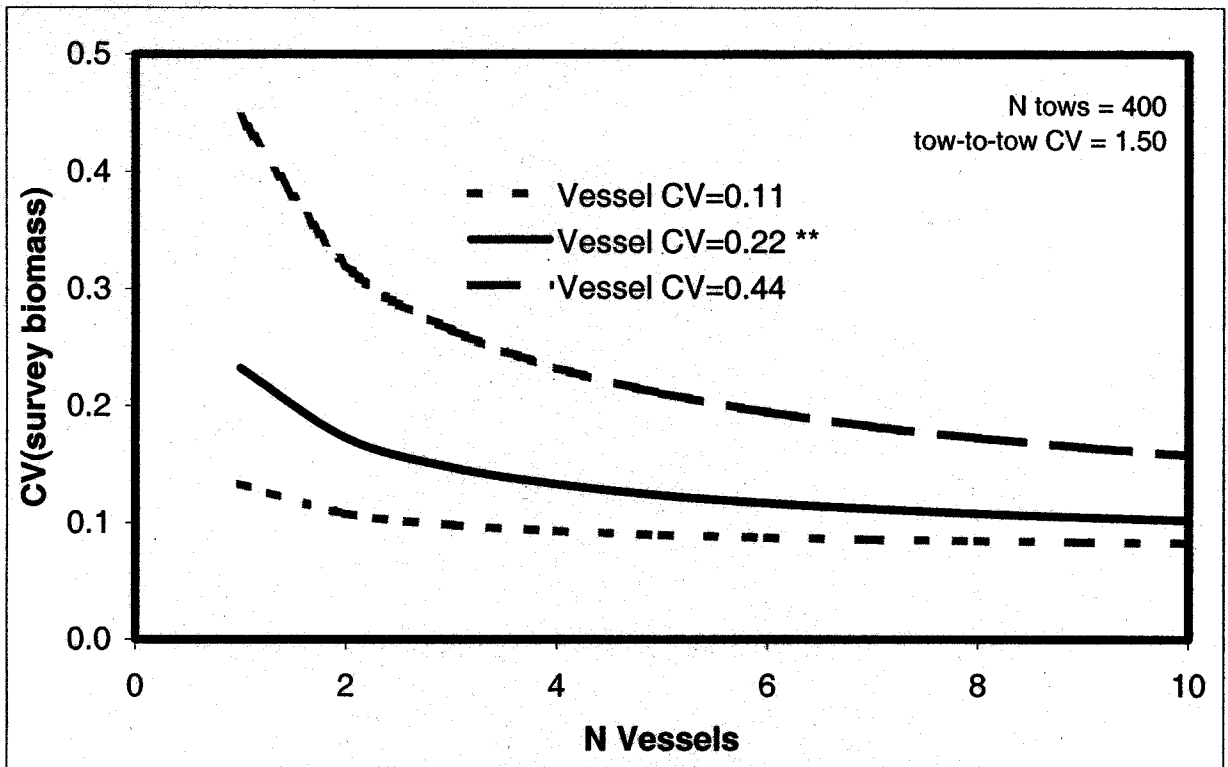 0.5
N tows = 400
tow-to-tow CV = 1.50
0.4
Vessel CV=0.11
Vessel CV=0.22 **
Vessel CV=0.44
0.3
0.2
0.1
0.0
CV(survey biomass)
0 2 4 6 8 10
N Vessels